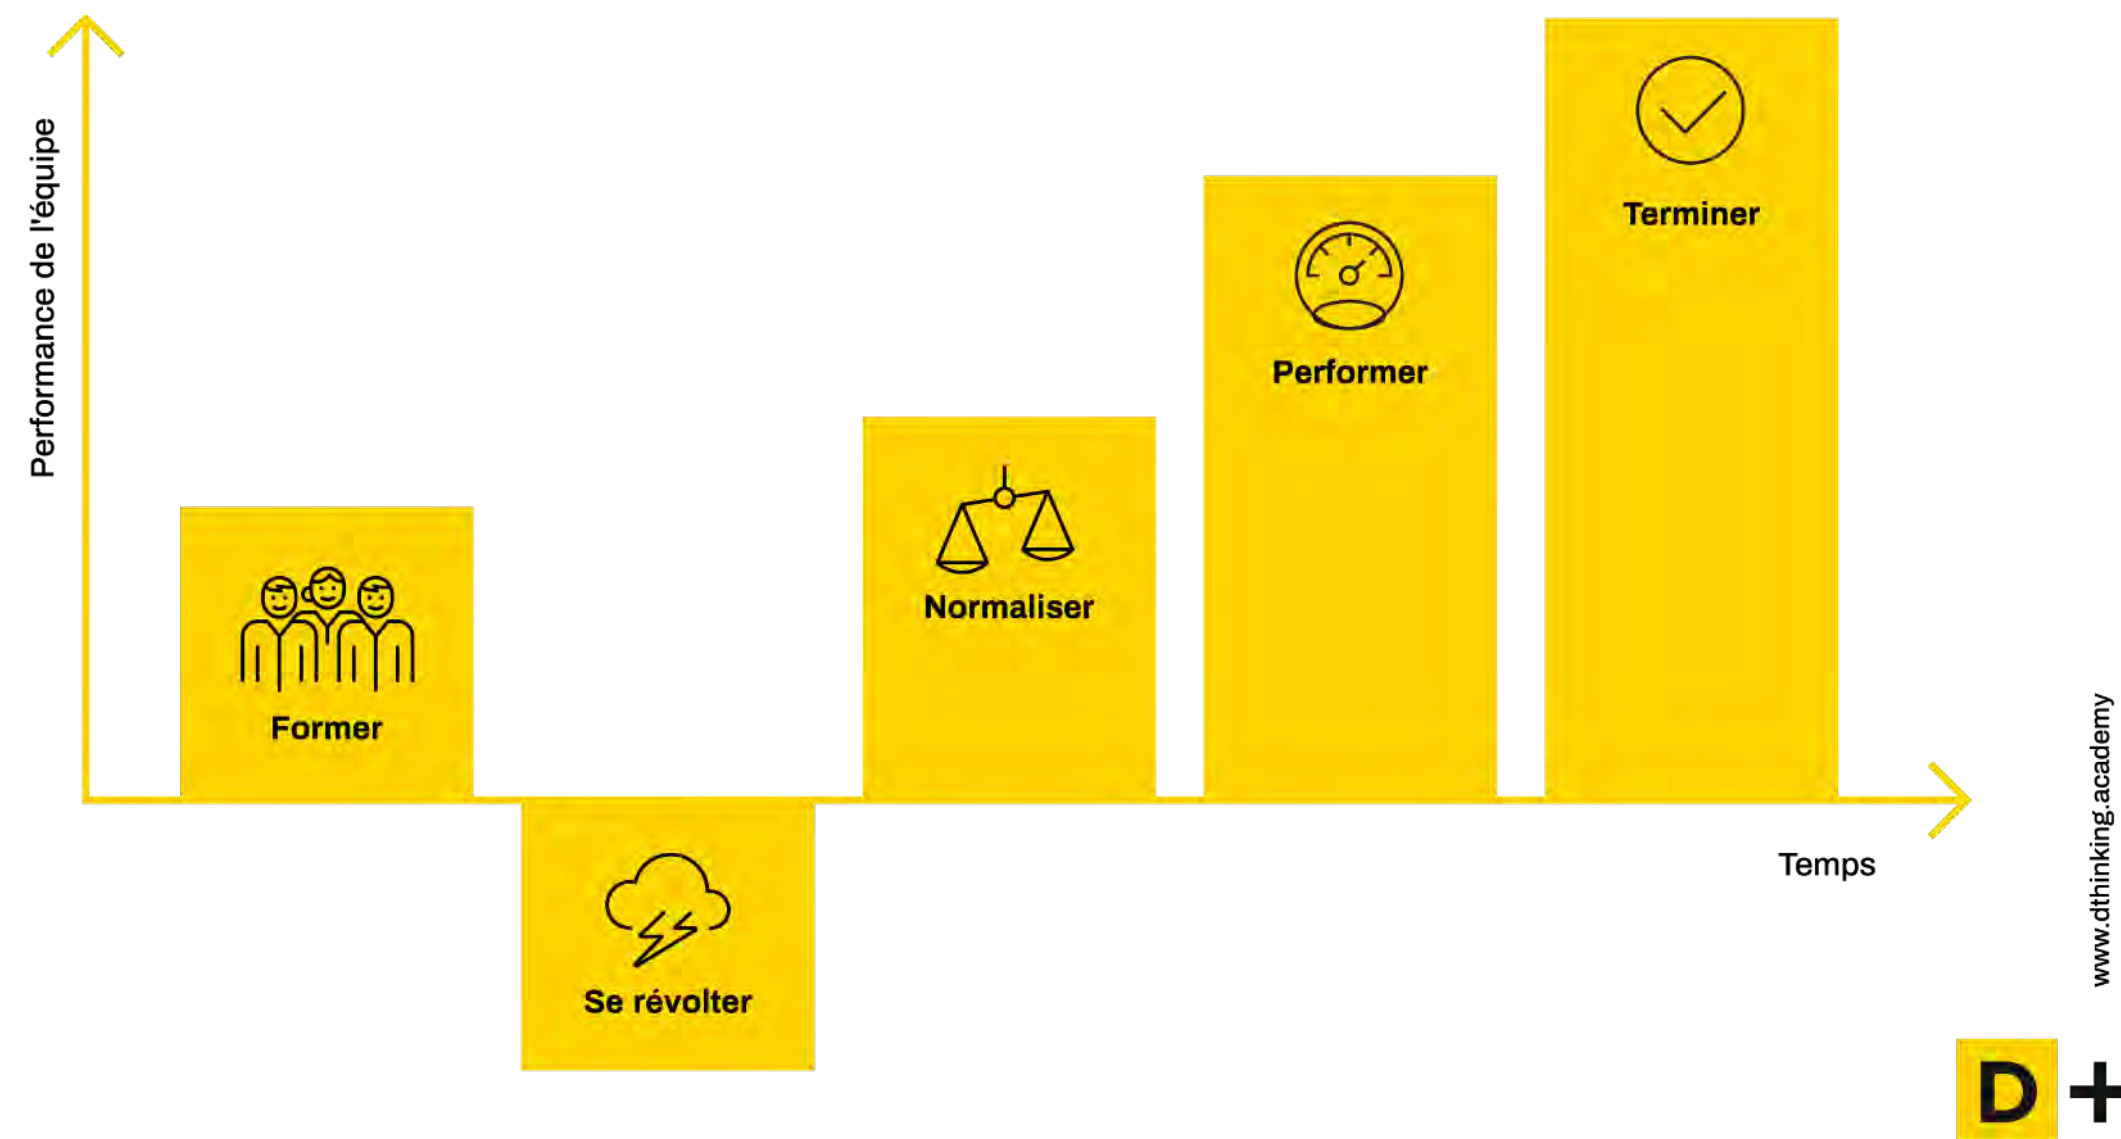 Performance de l'équipe
Former
Se révolter
Normaliser
Performer
Terminer
Temps
www.dthinking.academy
D+